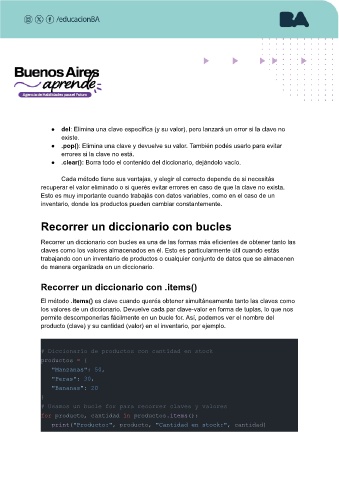 /educacionBA
BA
Buenos Aires
aprende
Agencia de Habilidades para el Futuro
● del: Elimina una clave específica (y su valor), pero lanzará un error si la clave no
existe.
● .pop(): Elimina una clave y devuelve su valor. También podés usarlo para evitar
errores si la clave no está.
● .clear(): Borra todo el contenido del diccionario, dejándolo vacío.
Cada método tiene sus ventajas, y elegir el correcto depende de si necesitás
recuperar el valor eliminado o si querés evitar errores en caso de que la clave no exista.
Esto es muy importante cuando trabajás con datos variables, como en el caso de un
inventario, donde los productos pueden cambiar constantemente.
Recorrer un diccionario con bucles
Recorrer un diccionario con bucles es una de las formas más eficientes de obtener tanto las
claves como los valores almacenados en él. Esto es particularmente útil cuando estás
trabajando con un inventario de productos o cualquier conjunto de datos que se almacenen
de manera organizada en un diccionario.
Recorrer un diccionario con .items()
El método .items() es clave cuando querés obtener simultáneamente tanto las claves como
los valores de un diccionario. Devuelve cada par clave-valor en forma de tuplas, lo que nos
permite descomponerlas fácilmente en un bucle for. Así, podemos ver el nombre del
producto (clave) y su cantidad (valor) en el inventario, por ejemplo.
# Diccionario de productos con cantidad en stock
productos = {
"Manzanas": 50,
"Peras": 30,
"Bananas": 20
}
# Usamos un bucle for para recorrer claves y valores
for producto, cantidad in productos.items():
print("Producto:", producto, "Cantidad en stock:", cantidad)